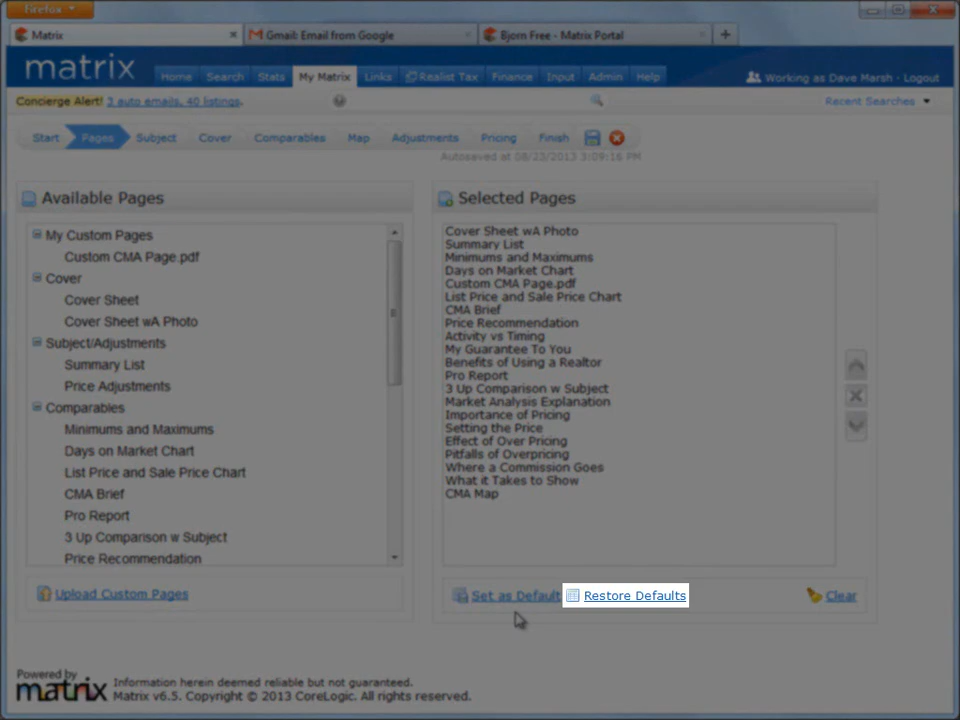 Firefox
Matrix
Gmail: Email from Google
Bjorn Free - Matrix Portal
matrix
Home Search Stats My Matrix Links Realist Tax Finance Input Admin Help
Working as Dave Marsh - Logout
Concierge Alert! 3 auto emails, 40 listings.
Recent Searches
Start Pages Subject Cover Comparables Map Adjustments Pricing Finish
Autosaved at 08/23/2013 3:09:16 PM
Available Pages
My Custom Pages
Custom CMA Page.pdf
Cover
Cover Sheet
Cover Sheet wA Photo
Subject/Adjustments
Summary List
Price Adjustments
Comparables
Minimums and Maximums
Days on Market Chart
List Price and Sale Price Chart
CMA Brief
Pro Report
3 Up Comparison w Subject
Price Recommendation
Upload Custom Pages
Selected Pages
Cover Sheet wA Photo
Summary List
Minimums and Maximums
Days on Market Chart
Custom CMA Page.pdf
List Price and Sale Price Chart
CMA Brief
Price Recommendation
Activity vs Timing
My Guarantee To You
Benefits of Using a Realtor
Pro Report
3 Up Comparison w Subject
Market Analysis Explanation
Importance of Pricing
Setting the Price
Effect of Over Pricing
Pitfalls of Overpricing
Where a Commission Goes
What it Takes to Show
CMA Map
Set as Default Restore Defaults Clear
Powered by
matrix
Information herein deemed reliable but not guaranteed.
Matrix v6.5. Copyright © 2013 CoreLogic. All rights reserved.